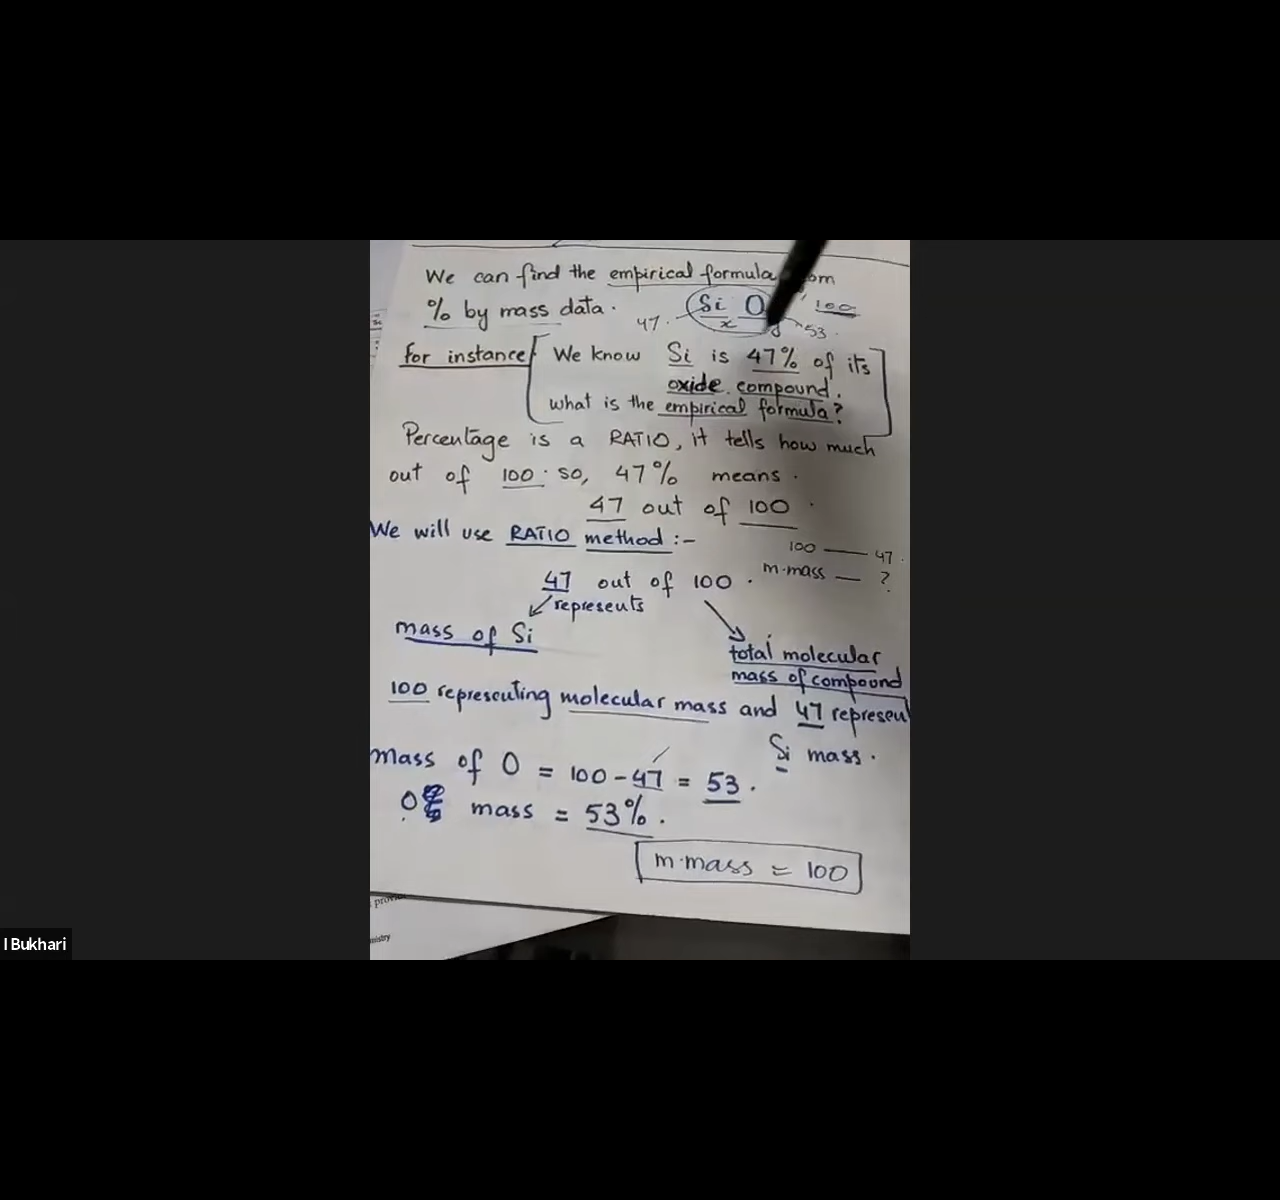 We can find the empirical formula
% by mass data.
Si O 100
x y
47. 53.
for instance We know Si is 47% of its
oxide compound.
what is the empirical formula?
Percentage is a RATIO, it tells how much
out of 100. so, 47% means.
47 out of 100.
We will use RATIO method :-
100 — 47.
m.mass — ?
47 out of 100.
represents
mass of Si
total molecular
mass of compound
100 representing molecular mass and 47 represen
Si mass.
Mass of O = 100 - 47 = 53.
O mass = 53%.
m.mass = 100
mistry
I Bukhari